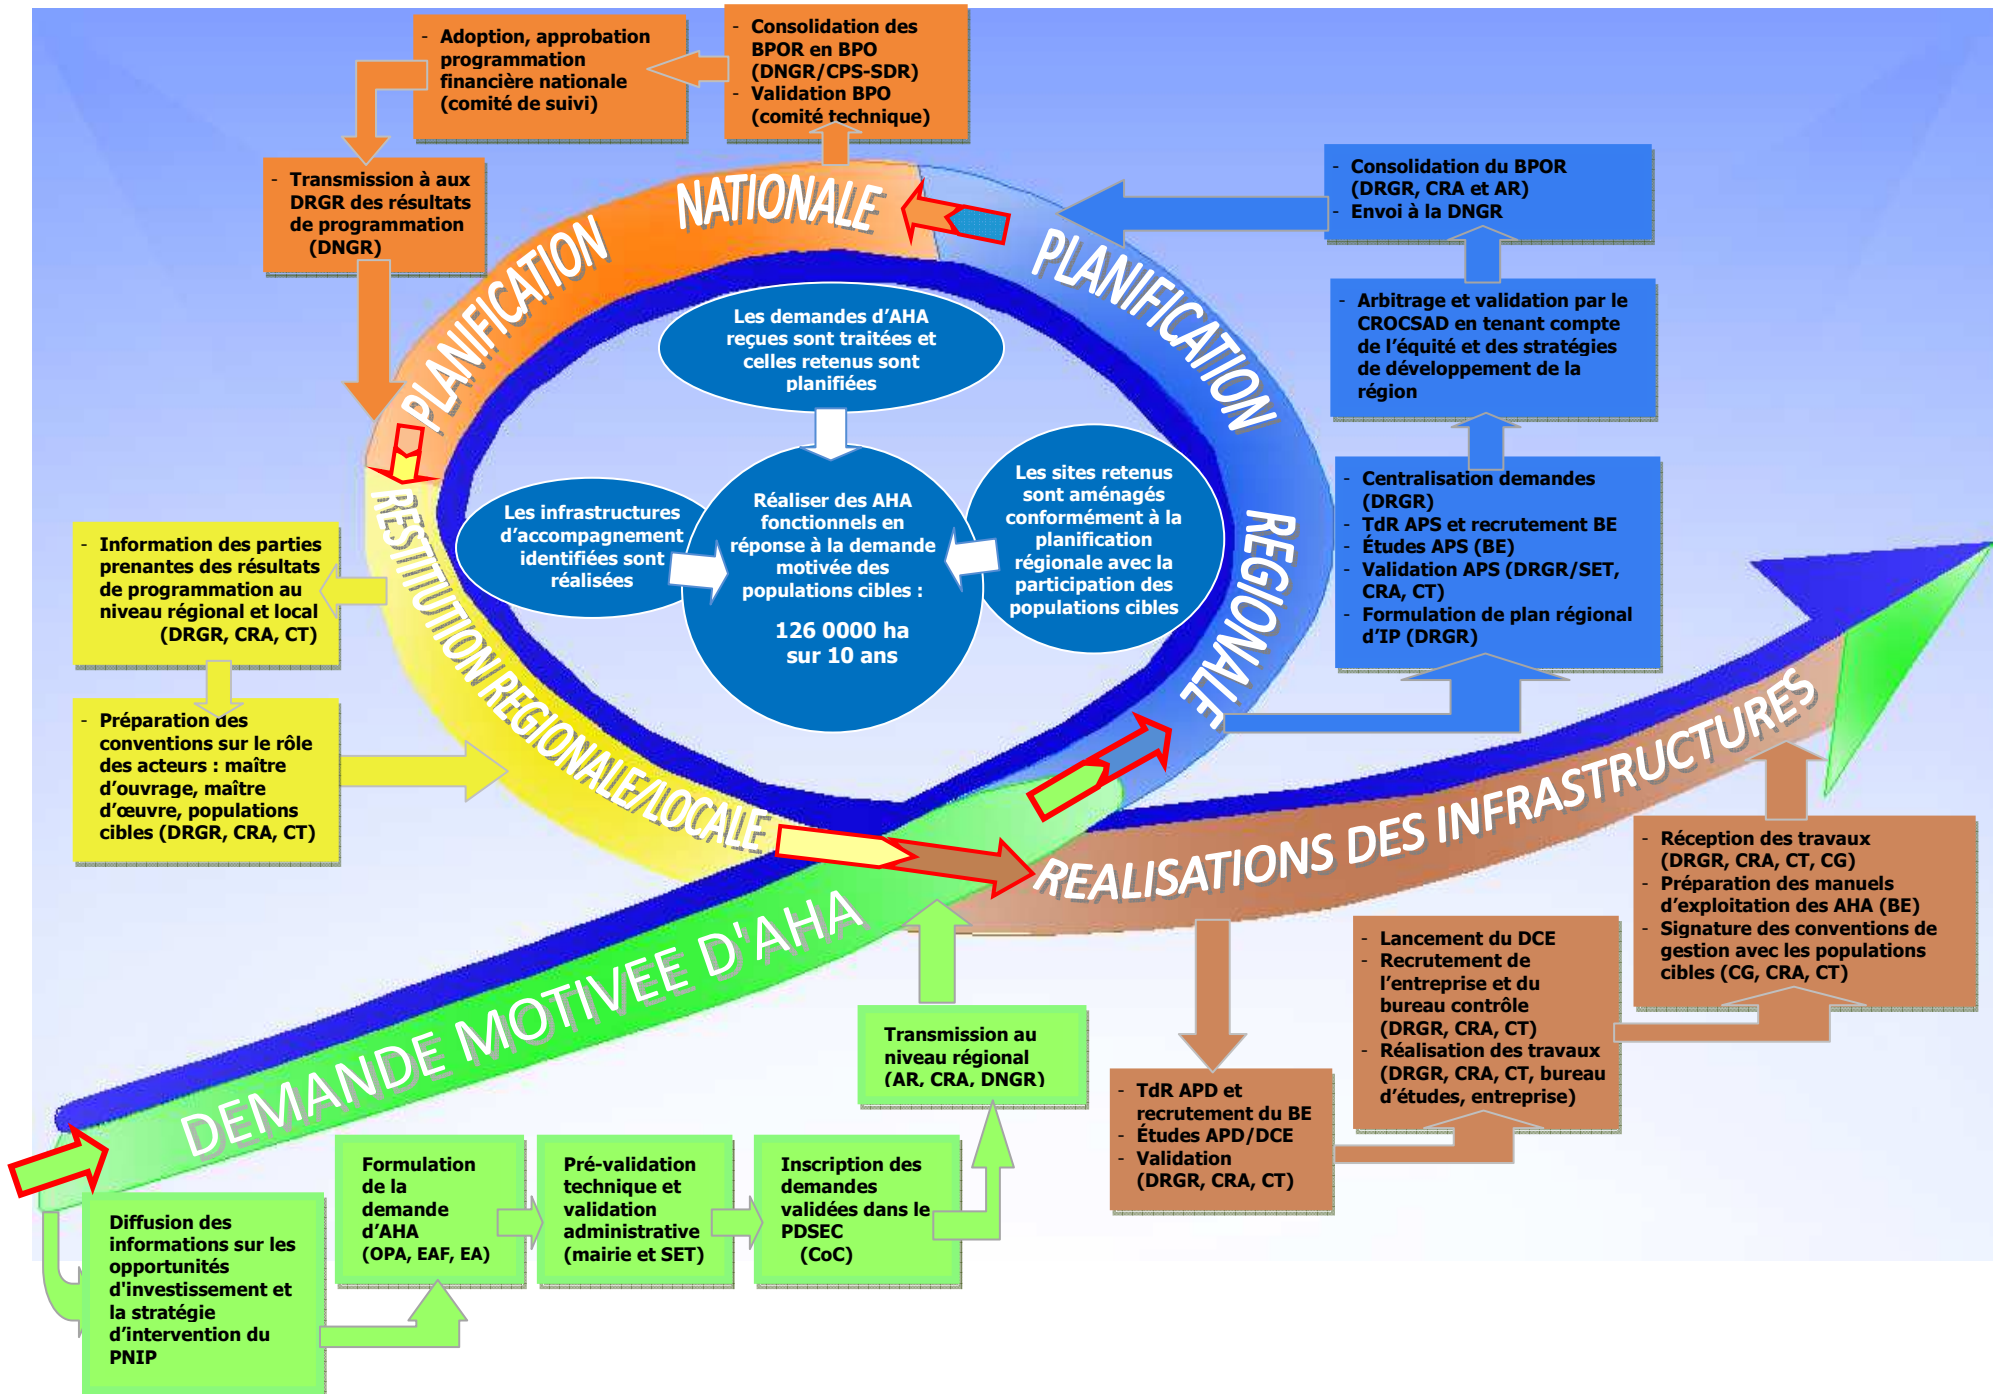 - Adoption, approbation
programmation
financière nationale
(comité de suivi)
- Consolidation des
BPOR en BPO
(DNGR/CPS-SDR)
- Validation BPO
(comité technique)
- Transmission à aux
DRGR des résultats
de programmation
(DNGR)
- Consolidation du BPOR
(DRGR, CRA et AR)
- Envoi à la DNGR
- Arbitrage et validation par le
CROCSAD en tenant compte
de l'équité et des stratégies
de développement de la
région
- Centralisation demandes
(DRGR)
- TdR APS et recrutement BE
- Études APS (BE)
- Validation APS (DRGR/SET,
CRA, CT)
- Formulation de plan régional
d'IP (DRGR)
PLANIFICATION NATIONALE
PLANIFICATION REGIONALE
RESTITUTION REGIONALE/LOCALE
Les demandes d'AHA
reçues sont traitées et
celles retenus sont
planifiées
Les infrastructures
d'accompagnement
identifiées sont
réalisées
Réaliser des AHA
fonctionnels en
réponse à la demande
motivée des
populations cibles :
126 0000 ha
sur 10 ans
Les sites retenus
sont aménagés
conformément à la
planification
régionale avec la
participation des
populations cibles
- Information des parties
prenantes des résultats
de programmation au
niveau régional et local
(DRGR, CRA, CT)
- Préparation des
conventions sur le rôle
des acteurs : maître
d'ouvrage, maître
d'œuvre, populations
cibles (DRGR, CRA, CT)
REALISATIONS DES INFRASTRUCTURES
DEMANDE MOTIVEE D'AHA
- Réception des travaux
(DRGR, CRA, CT, CG)
- Préparation des manuels
d'exploitation des AHA (BE)
- Signature des conventions de
gestion avec les populations
cibles (CG, CRA, CT)
- Lancement du DCE
- Recrutement de
l'entreprise et du
bureau contrôle
(DRGR, CRA, CT)
- Réalisation des travaux
(DRGR, CRA, CT, bureau
d'études, entreprise)
- TdR APD et
recrutement du BE
- Études APD/DCE
- Validation
(DRGR, CRA, CT)
Transmission au
niveau régional
(AR, CRA, DNGR)
Diffusion des
informations sur les
opportunités
d'investissement et
la stratégie
d'intervention du
PNIP
Formulation
de la
demande
d'AHA
(OPA, EAF, EA)
Pré-validation
technique et
validation
administrative
(mairie et SET)
Inscription des
demandes
validées dans le
PDSEC
(CoC)